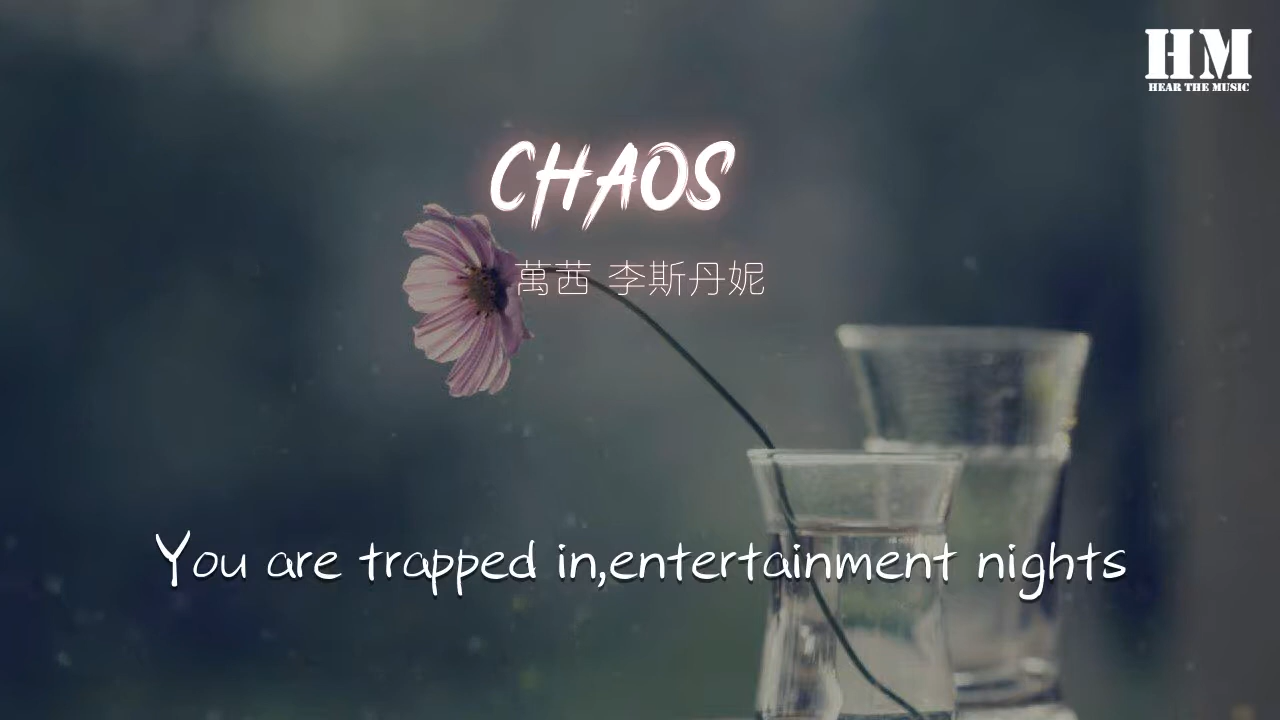 HM
HEAR THE MUSIC
CHAOS
萬茜 李斯丹妮
You are trapped in,entertainment nights